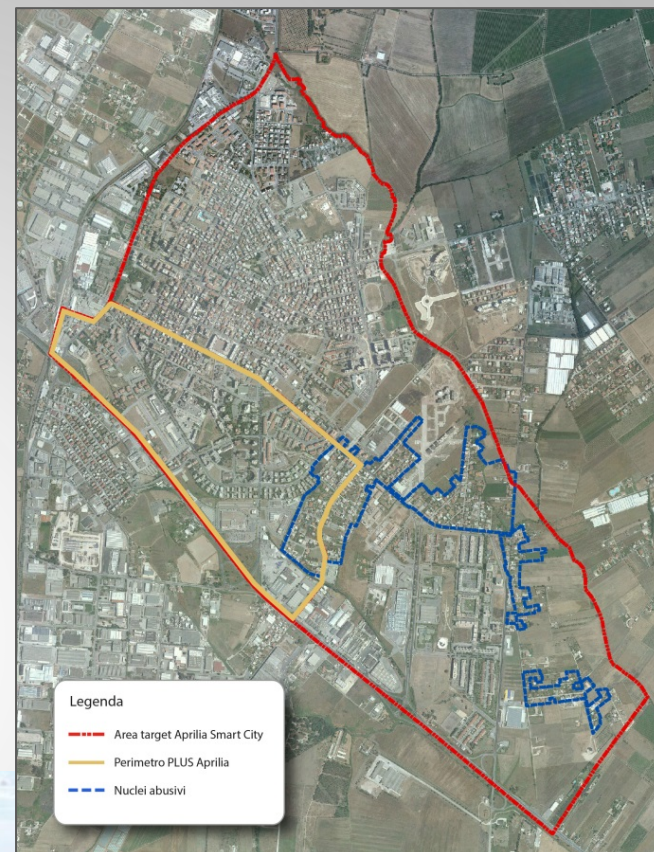 Legenda
Area target Aprilia Smart City
Perimetro PLUS Aprilia
Nuclei abusivi